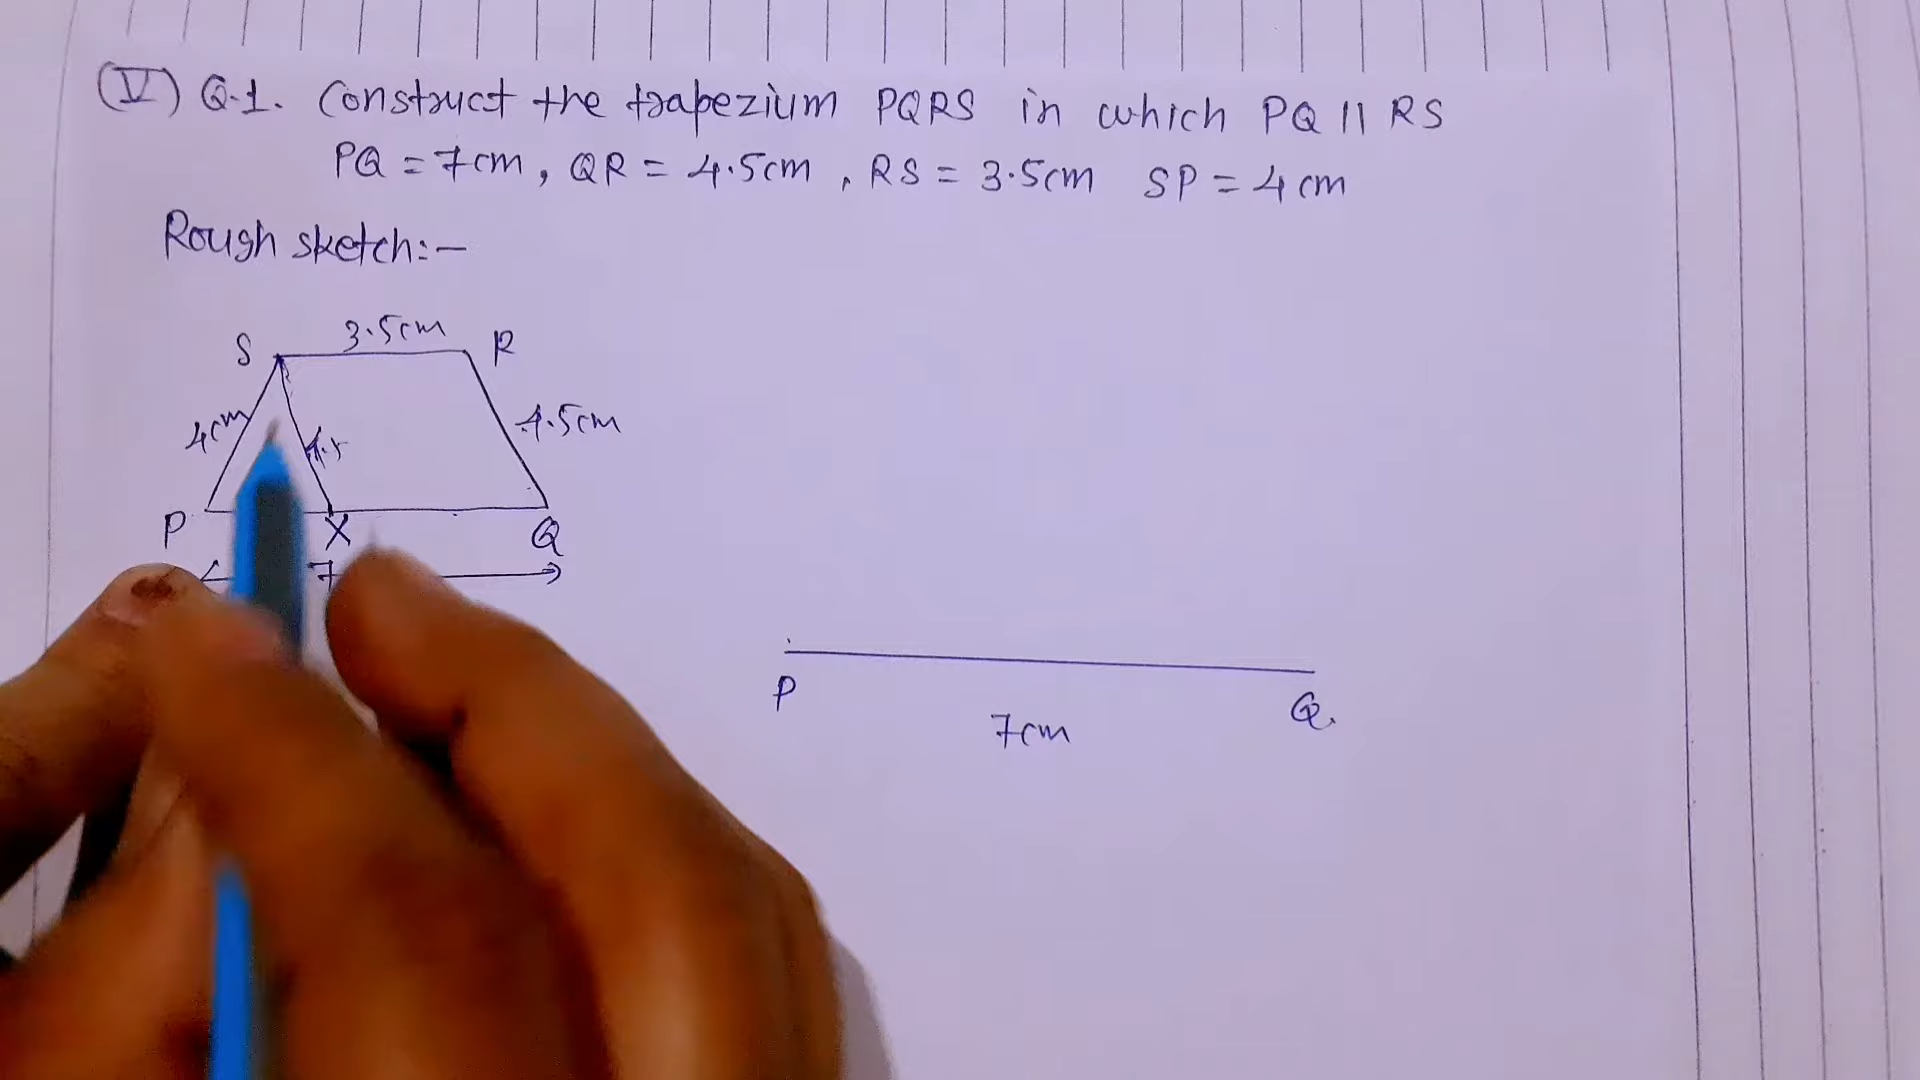 (V) Q.1. Construct the trapezium PQRS in which PQ || RS
PQ = 7cm, QR = 4.5cm, RS = 3.5cm SP = 4cm
Rough sketch:-
S 3.5cm R
4cm 4.5cm
P X Q
7
P Q.
7cm